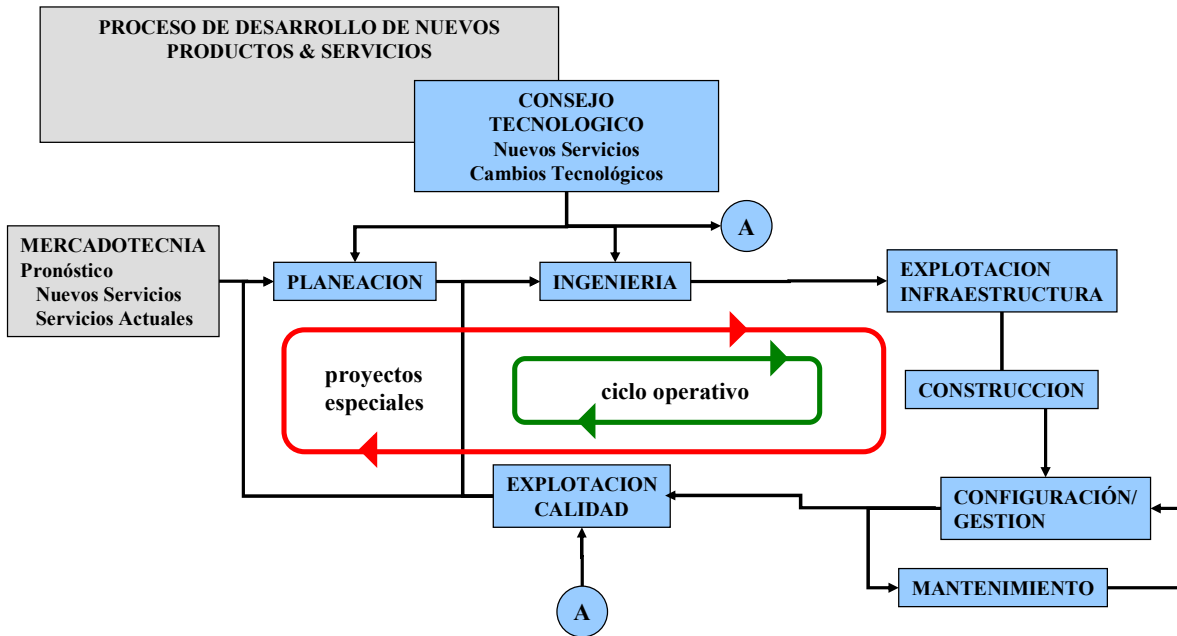 PROCESO DE DESARROLLO DE NUEVOS
PRODUCTOS & SERVICIOS
CONSEJO
TECNOLOGICO
Nuevos Servicios
Cambios Tecnológicos
A
MERCADOTECNIA
Pronóstico
Nuevos Servicios
Servicios Actuales
PLANEACION
INGENIERIA
EXPLOTACION
INFRAESTRUCTURA
proyectos
especiales
ciclo operativo
CONSTRUCCION
EXPLOTACION
CALIDAD
CONFIGURACIÓN/
GESTION
MANTENIMIENTO
A